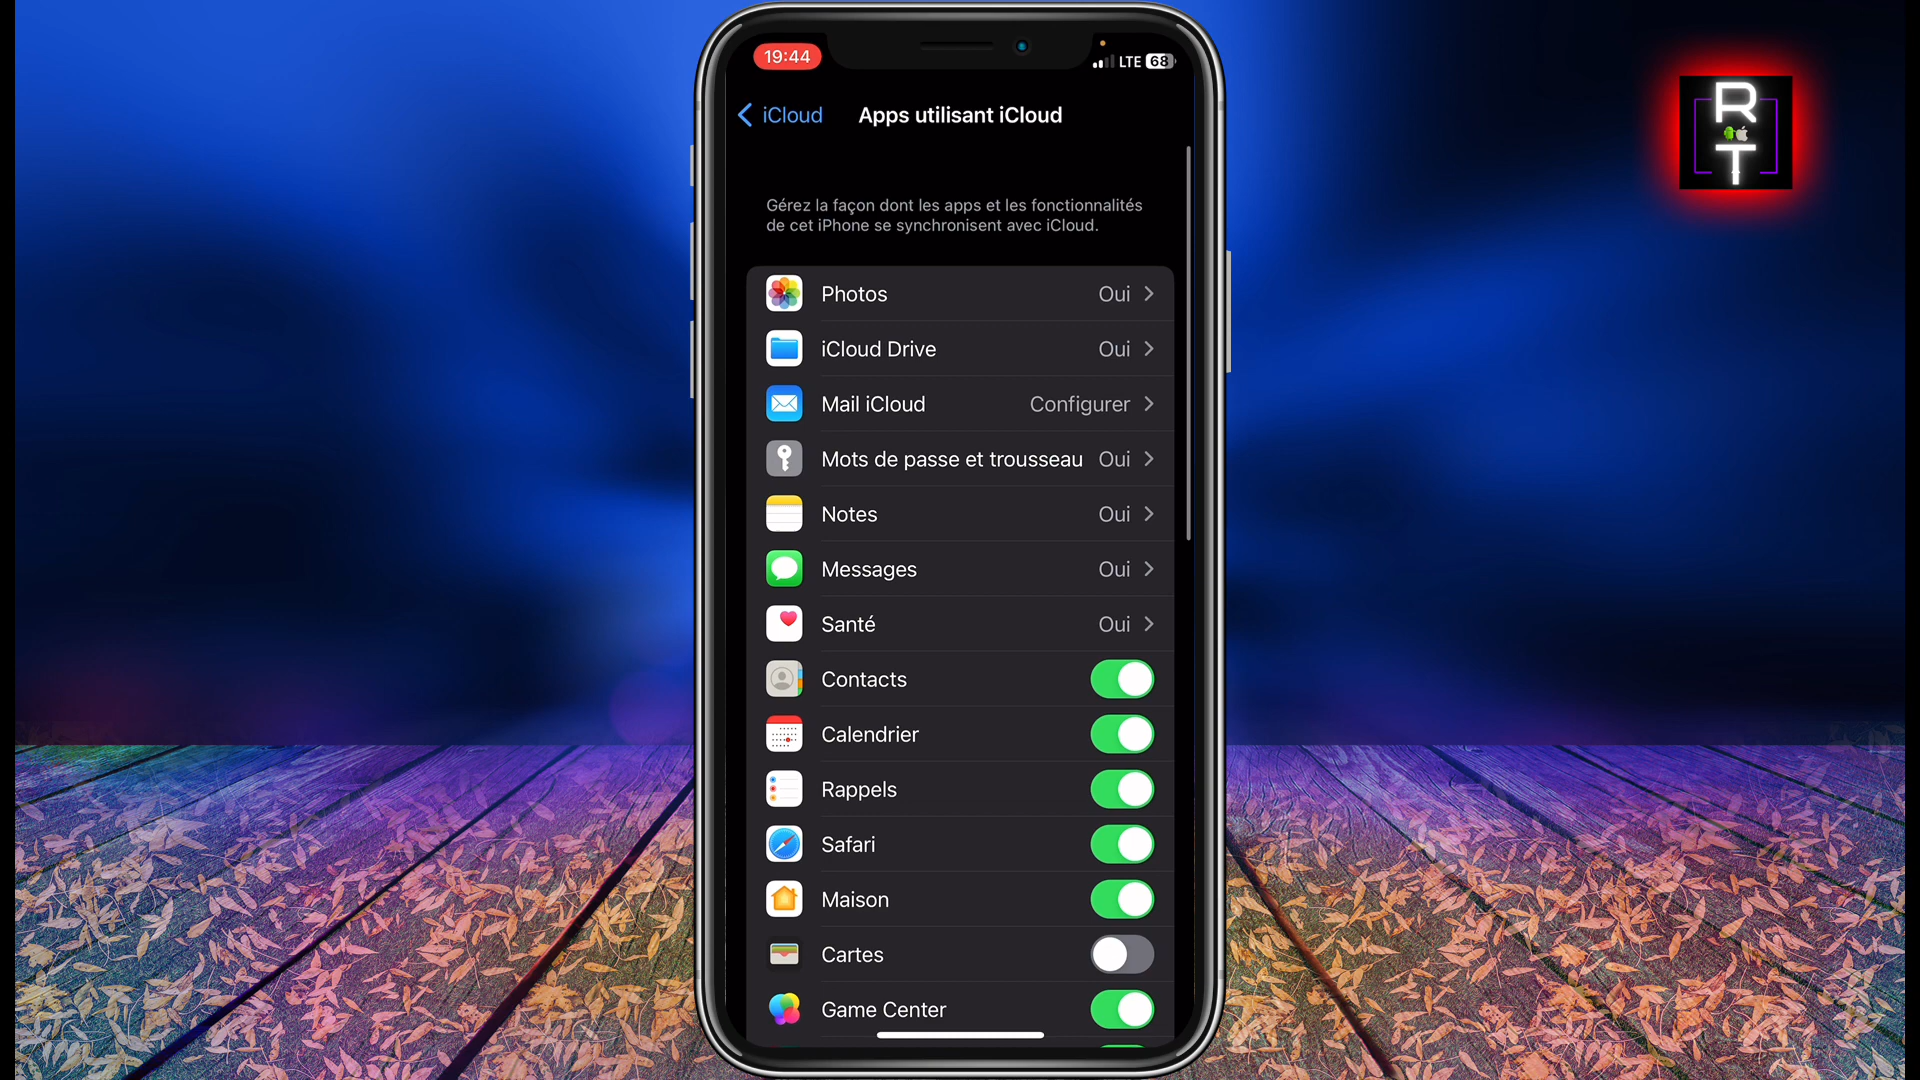 19:44
LTE 68
iCloud
Apps utilisant iCloud
R
T
Gérez la façon dont les apps et les fonctionnalités
de cet iPhone se synchronisent avec iCloud.
Photos Oui
iCloud Drive Oui
Mail iCloud Configurer
Mots de passe et trousseau Oui
Notes Oui
Messages Oui
Santé Oui
Contacts
Calendrier
Rappels
Safari
Maison
Cartes
Game Center